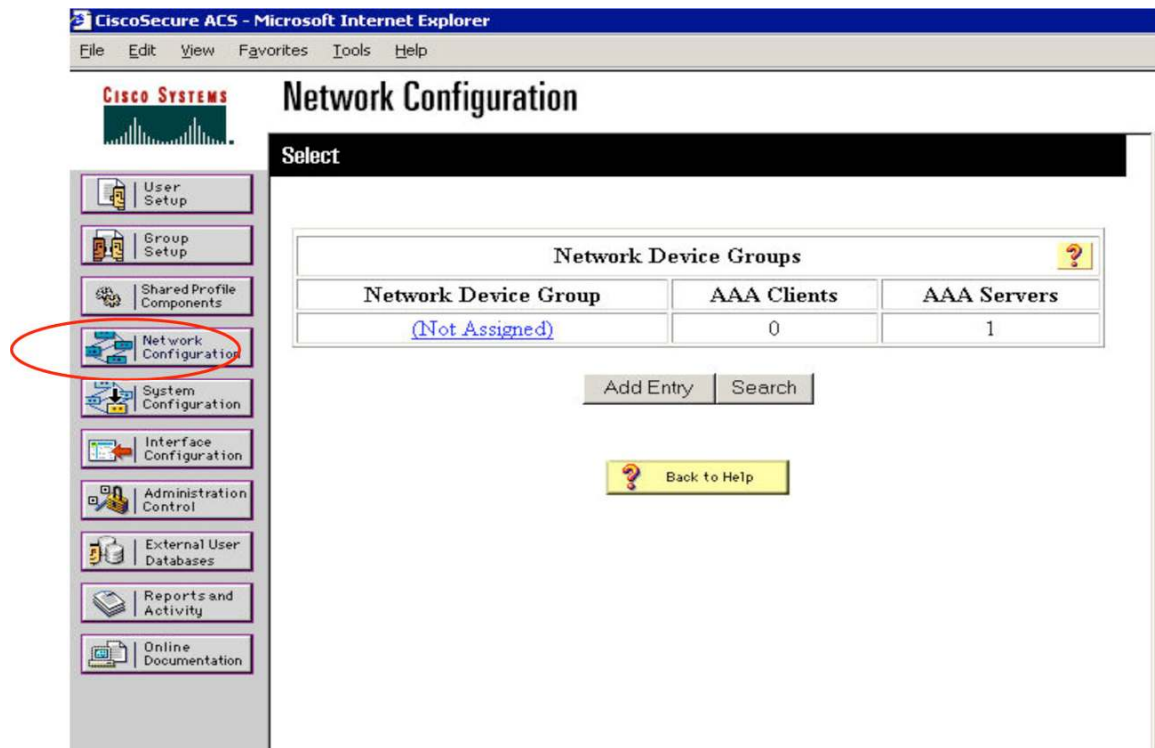 CiscoSecure ACS - Microsoft Internet Explorer
File Edit View Favorites Tools Help
CISCO SYSTEMS
Network Configuration
Select
User
Setup
Group
Setup
Shared Profile
Components
Network
Configuration
System
Configuration
Interface
Configuration
Administration
Control
External User
Databases
Reports and
Activity
Online
Documentation
Network Device Groups
Network Device Group AAA Clients AAA Servers
(Not Assigned) 0 1
Add Entry Search
Back to Help